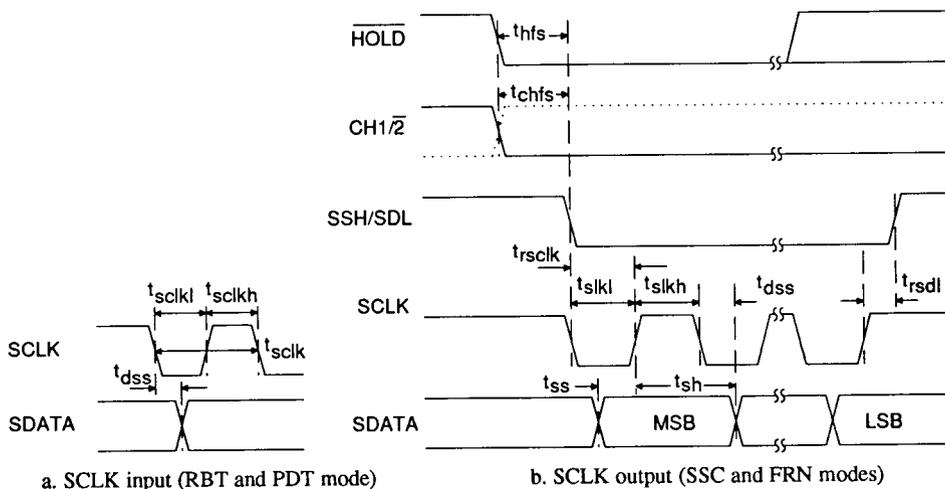 HOLD
thfs
tchfs
CH1/2
SSH/SDL
trsclk
tslkl
tslkh
tdss
trsdl
SCLK
tss
tsh
SDATA
MSB
LSB
b. SCLK output (SSC and FRN modes)
tsclkl
tsclkh
SCLK
tsclk
tdss
SDATA
a. SCLK input (RBT and PDT mode)